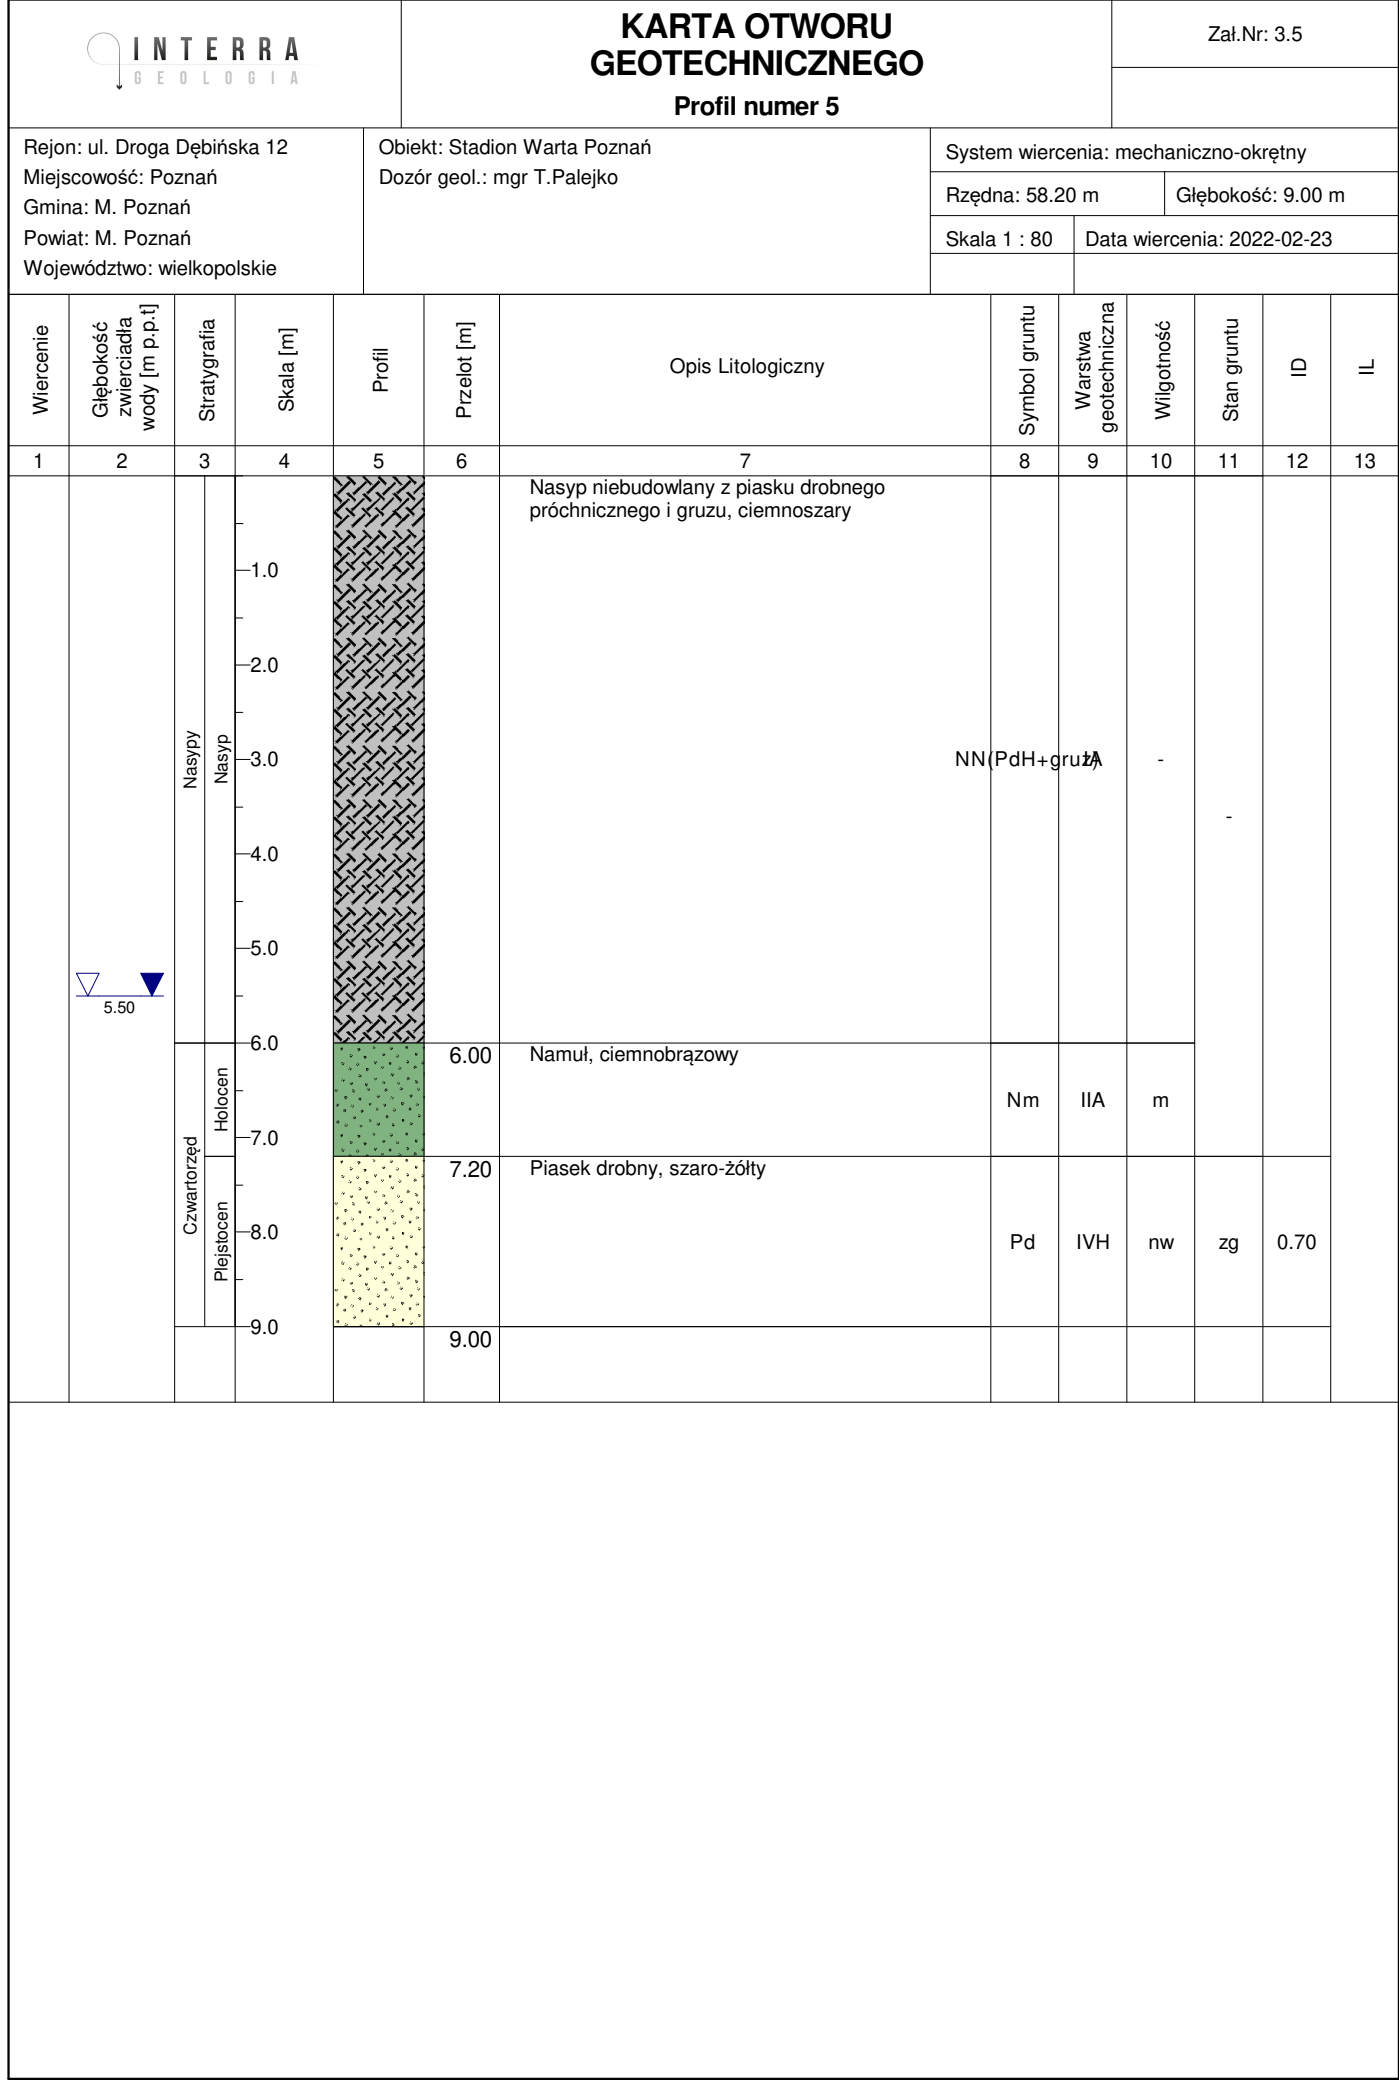 INTERRA
GEOLOGIA
KARTA OTWORU
GEOTECHNICZNEGO
Profil numer 5
Zał.Nr: 3.5
Rejon: ul. Droga Dębińska 12
Miejscowość: Poznań
Gmina: M. Poznań
Powiat: M. Poznań
Województwo: wielkopolskie
Obiekt: Stadion Warta Poznań
Dozór geol.: mgr T.Palejko
System wiercenia: mechaniczno-okrętny
Rzędna: 58.20 m
Głębokość: 9.00 m
Skala 1 : 80
Data wiercenia: 2022-02-23
Wiercenie
Głębokość
zwierciadła
wody [m p.p.t]
Stratygrafia
Skala [m]
Profil
Przelot [m]
Opis Litologiczny
Symbol gruntu
Warstwa
geotechniczna
Wilgotność
Stan gruntu
ID
IL
1 2 3 4 5 6 7 8 9 10 11 12 13
Nasyp niebudowlany z piasku drobnego
próchnicznego i gruzu, ciemnoszary
1.0
2.0
Nasypy
Nasyp
3.0
NN(PdH+gruz)
IA
-
-
4.0
5.0
5.50
6.0
6.00
Namuł, ciemnobrązowy
Holocen
Nm IIA m
7.0
Czwartorzęd
7.20
Piasek drobny, szaro-żółty
Plejstocen
8.0
Pd IVH nw zg 0.70
9.0
9.00